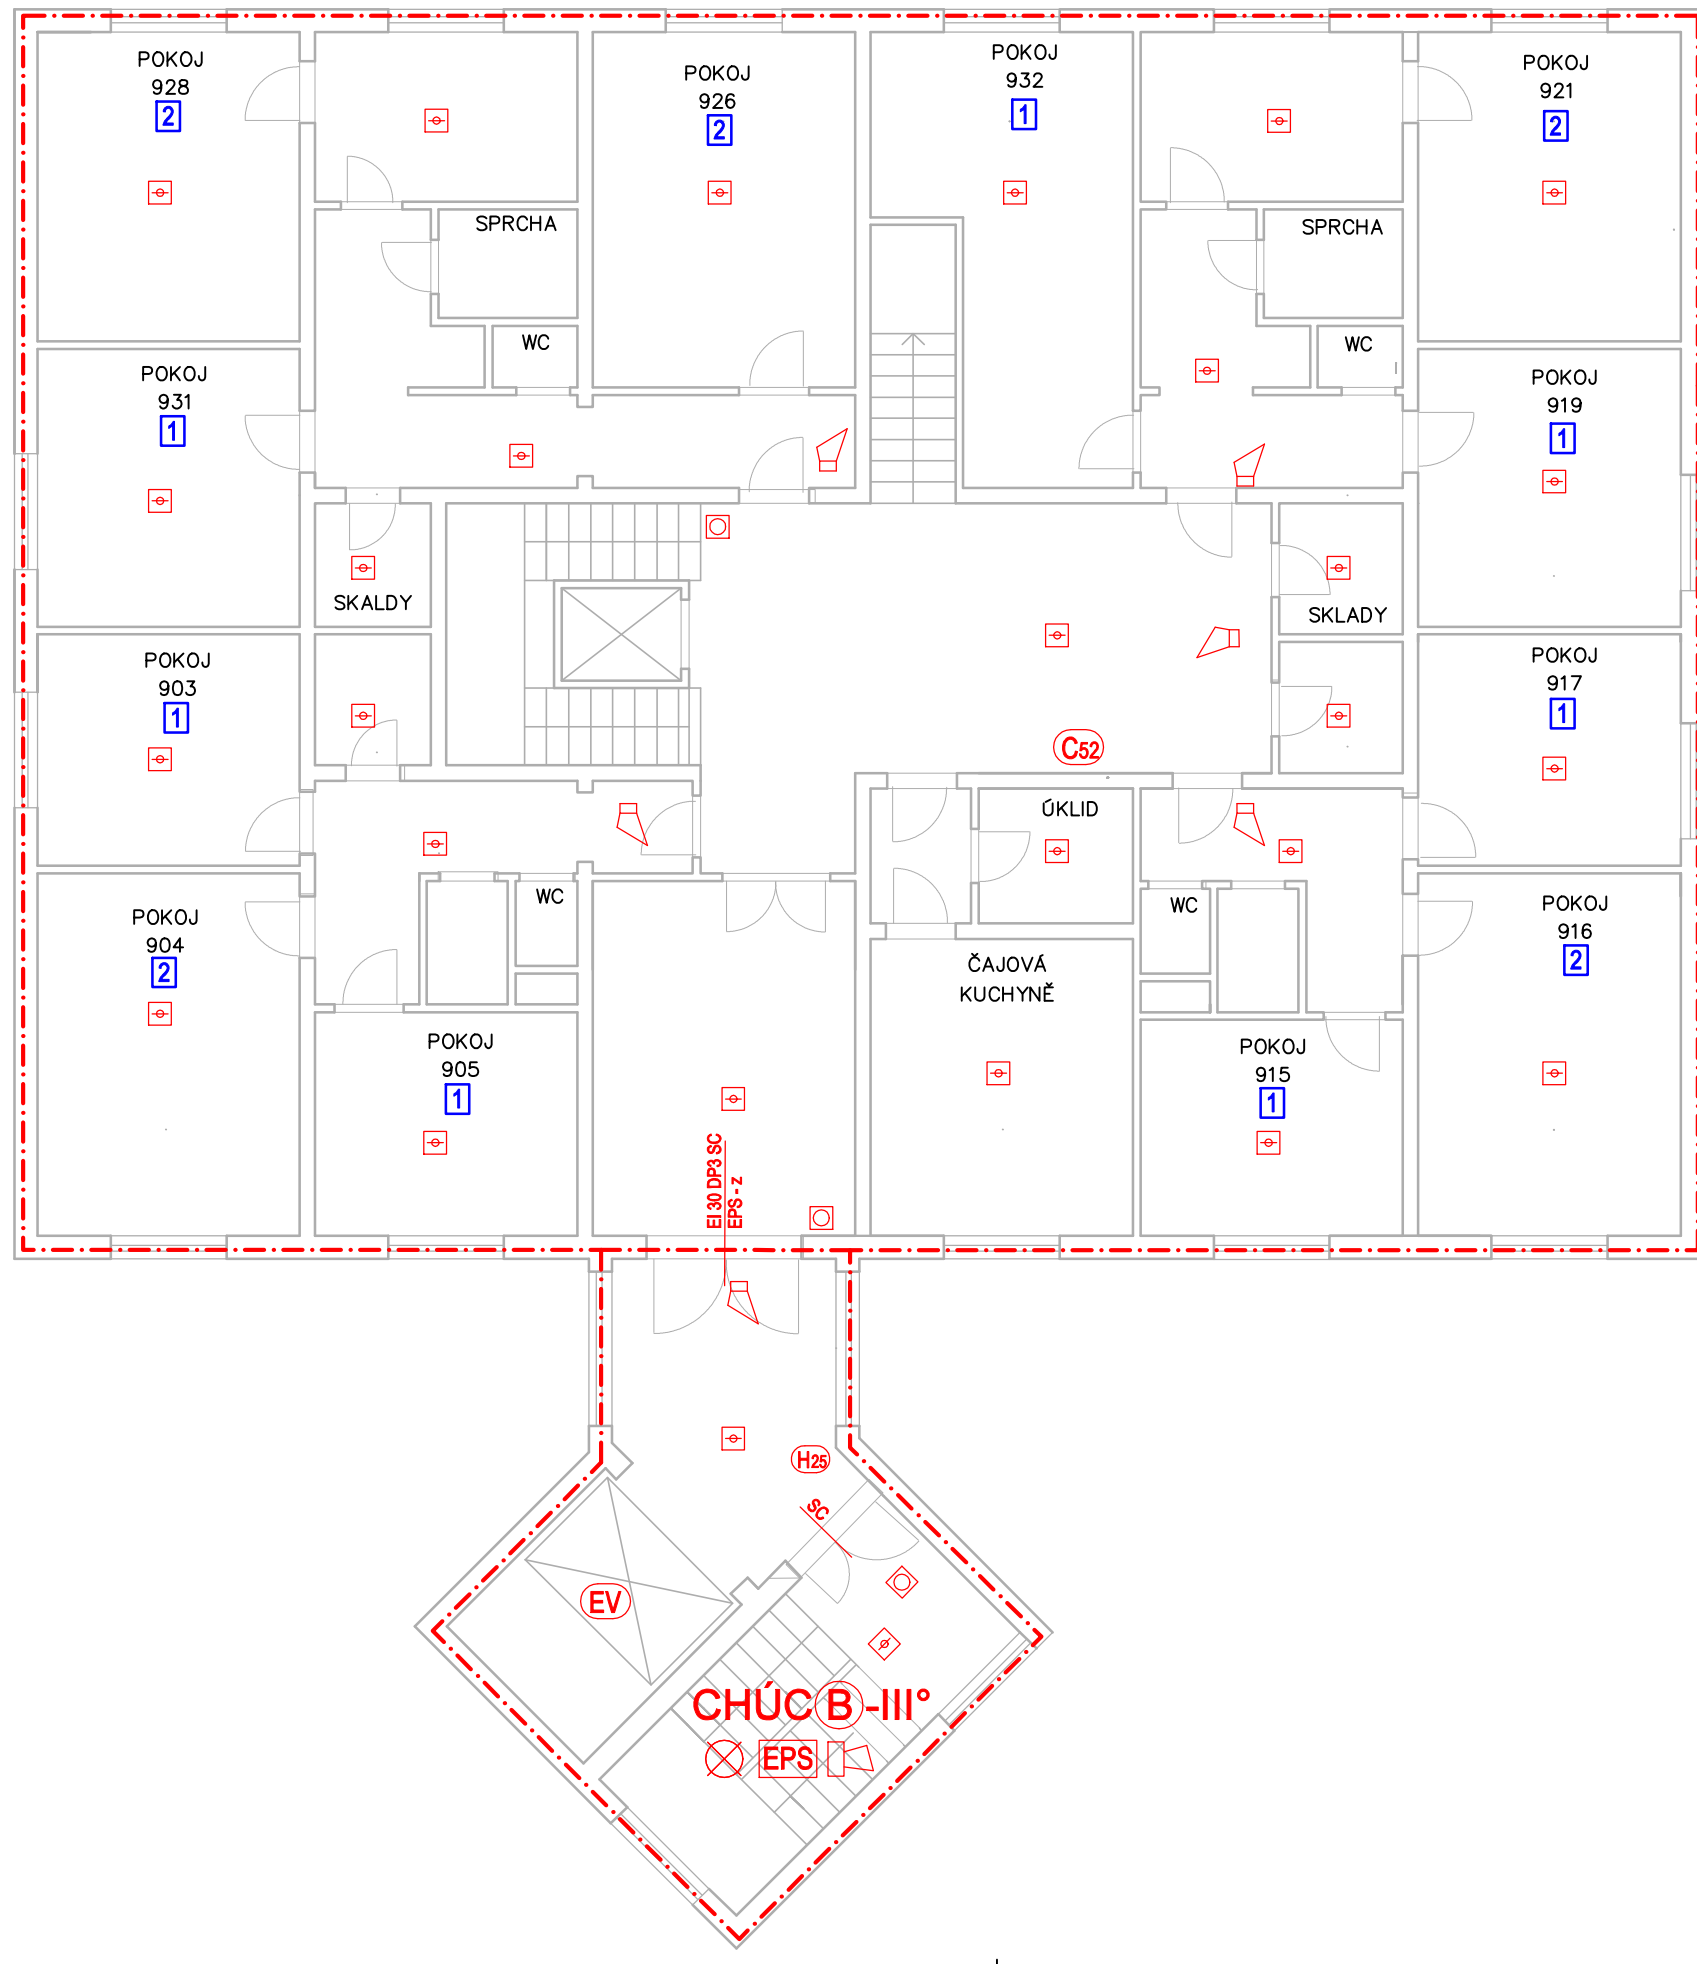 POKOJ
928
2
POKOJ
926
2
POKOJ
932
1
POKOJ
921
2
SPRCHA
SPRCHA
WC
WC
POKOJ
931
1
POKOJ
919
1
SKALDY
SKLADY
POKOJ
903
1
POKOJ
917
1
C52
ÚKLID
WC
WC
POKOJ
904
2
POKOJ
916
2
ČAJOVÁ
KUCHYNĚ
POKOJ
905
1
POKOJ
915
1
EI 30 DP3 SC
EPS - z
H25
SC
EV
CHÚC B -III°
EPS